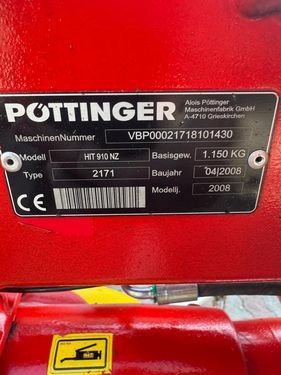 PÖTTINGER
Alois Pöttinger
Maschinenfabrik GmbH
A-4710 Grieskirchen
MaschinenNummer VBP00021718101430
Modell HIT 910 NZ Basisgew. 1.150 KG
Type 2171 Baujahr 04/2008
CE Modellj. 2008